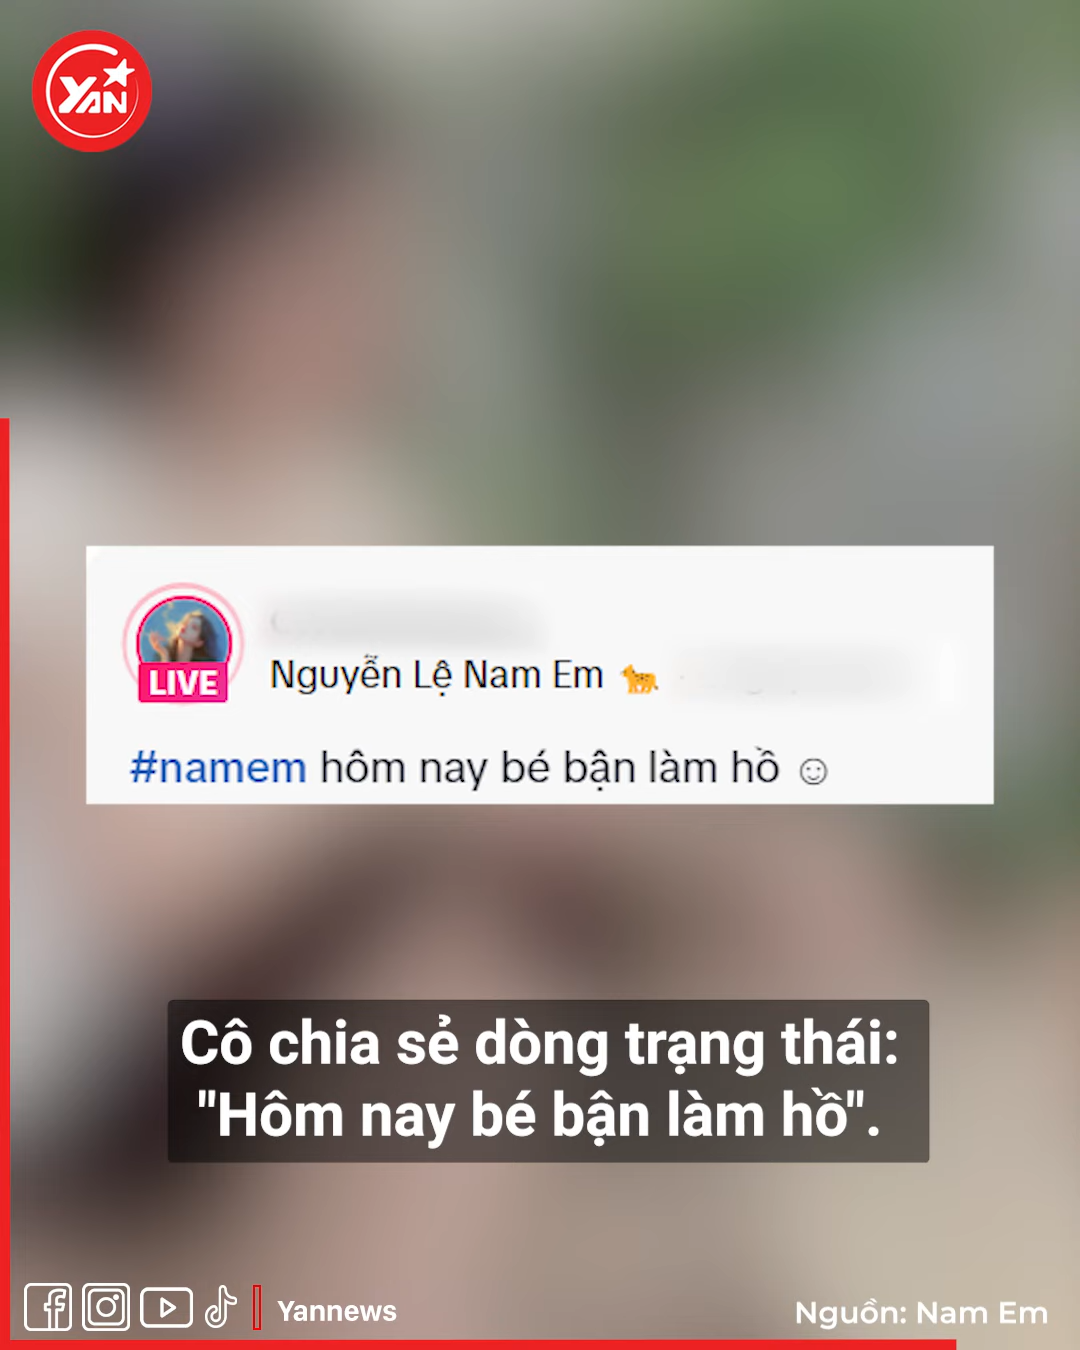 YAN
LIVE
Nguyễn Lệ Nam Em 🐆
#namem hôm nay bé bận làm hồ ☺
Cô chia sẻ dòng trạng thái:
"Hôm nay bé bận làm hồ".
Yannews
Nguồn: Nam Em